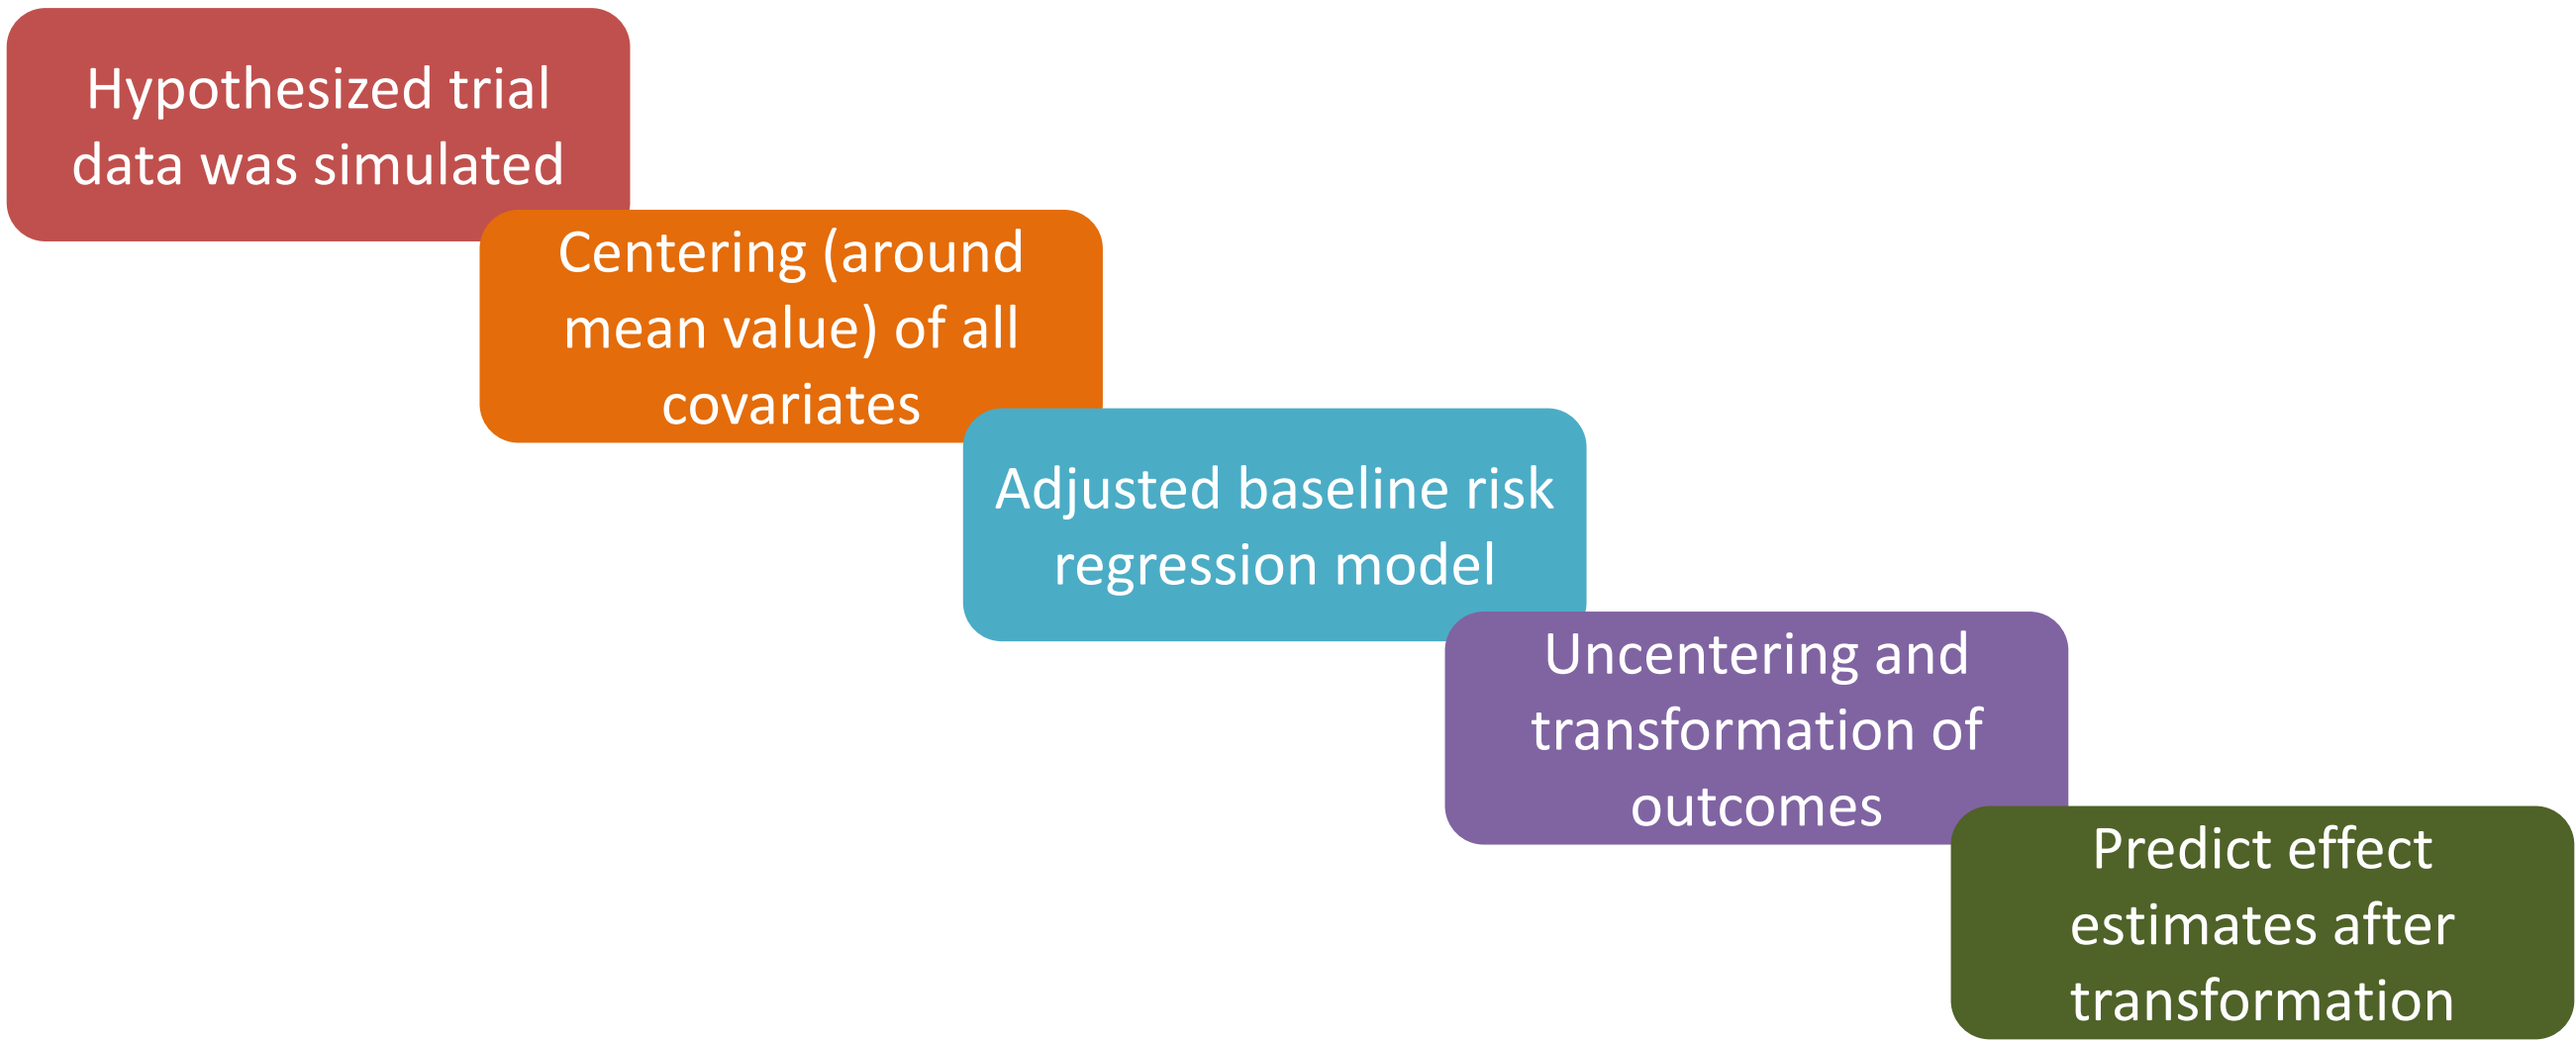 Hypothesized trial
data was simulated
Centering (around
mean value) of all
covariates
Adjusted baseline risk
regression model
Uncentering and
transformation of
outcomes
Predict effect
estimates after
transformation